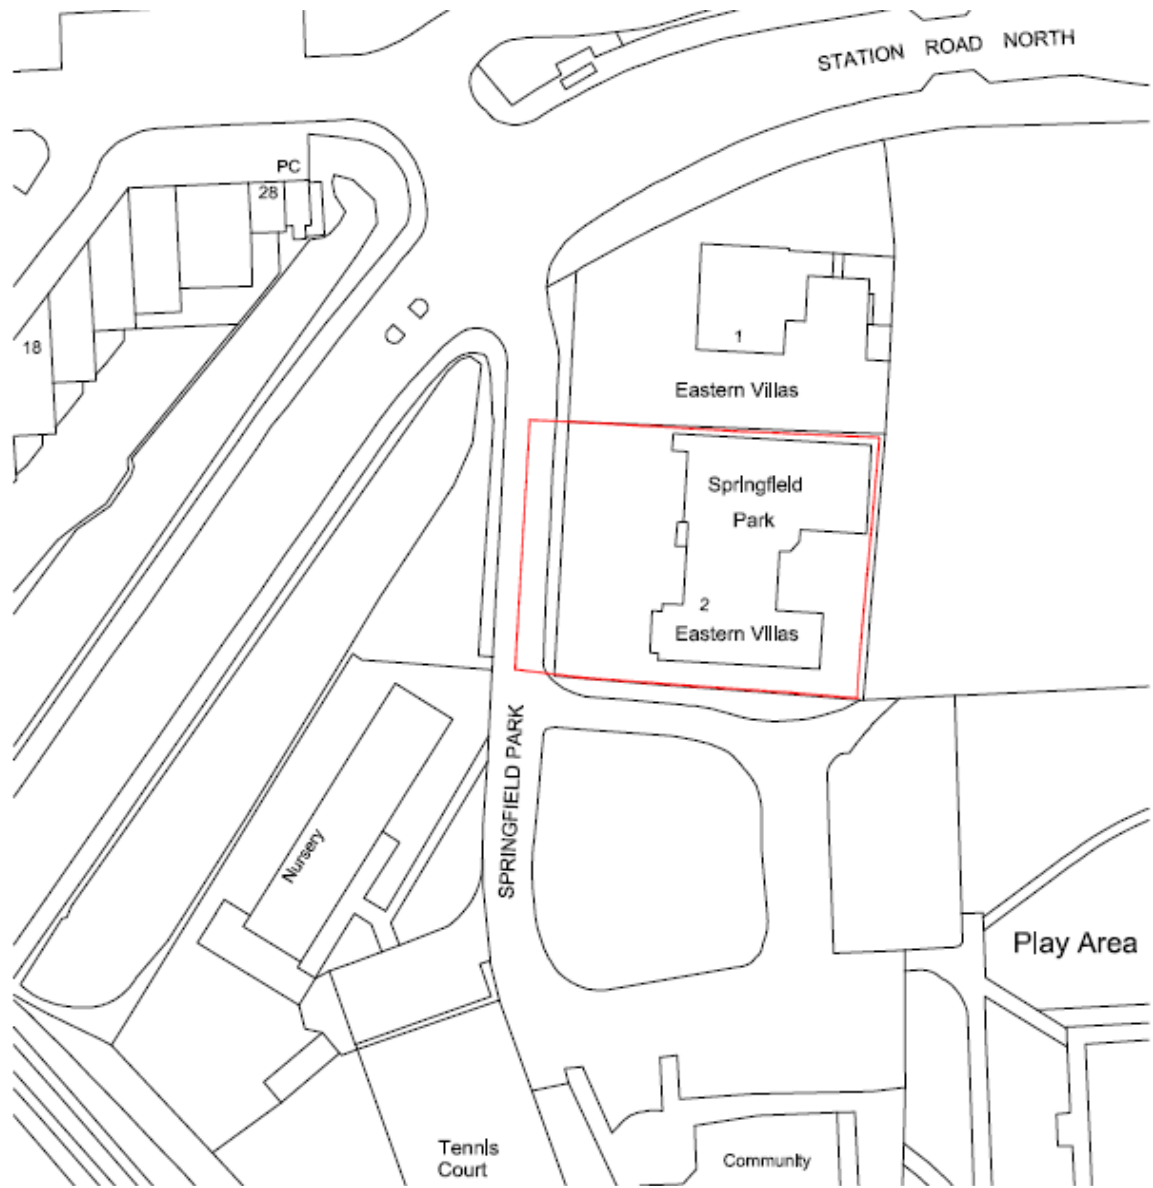 STATION ROAD NORTH
PC
28
18
1
Eastern Villas
Springfield
Park
2
Eastern Villas
SPRINGFIELD PARK
Nursery
Play Area
Tennis
Court
Community